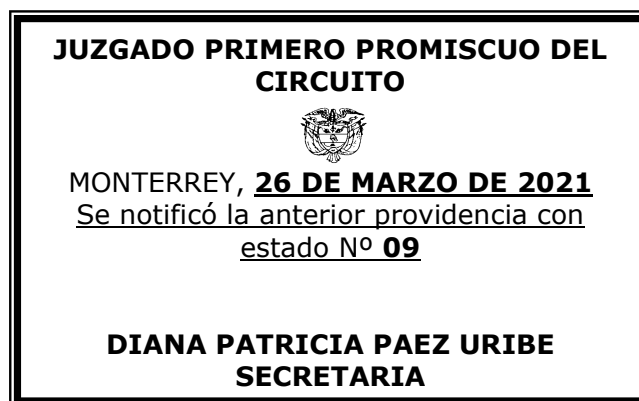 JUZGADO PRIMERO PROMISCUO DEL
CIRCUITO
MONTERREY, 26 DE MARZO DE 2021
Se notificó la anterior providencia con
estado Nº 09
DIANA PATRICIA PAEZ URIBE
SECRETARIA